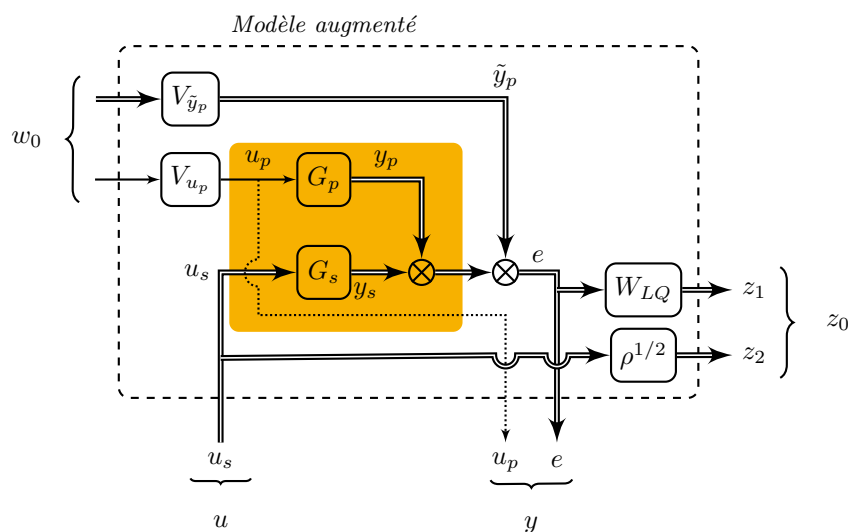 Modèle augmenté
ỹ_p
V_{ỹ_p}
w_0
u_p y_p
V_{u_p} G_p
u_s G_s y_s e
W_{LQ} z_1
z_0
ρ^{1/2} z_2
u_s u_p e
u y